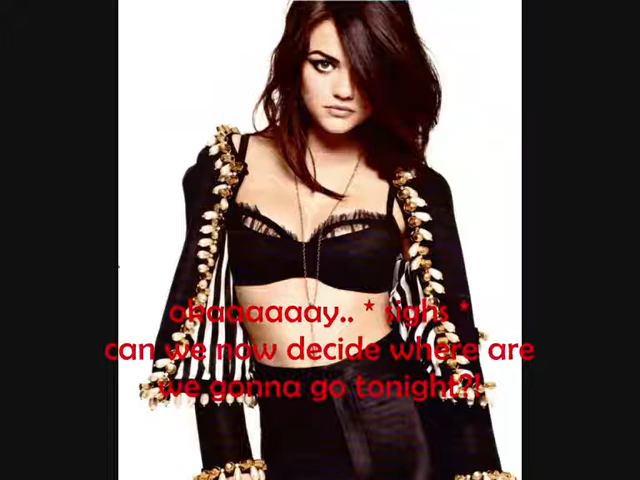 okaaaaaay.. * sighs *
can we now decide where are
we gonna go tonight?!